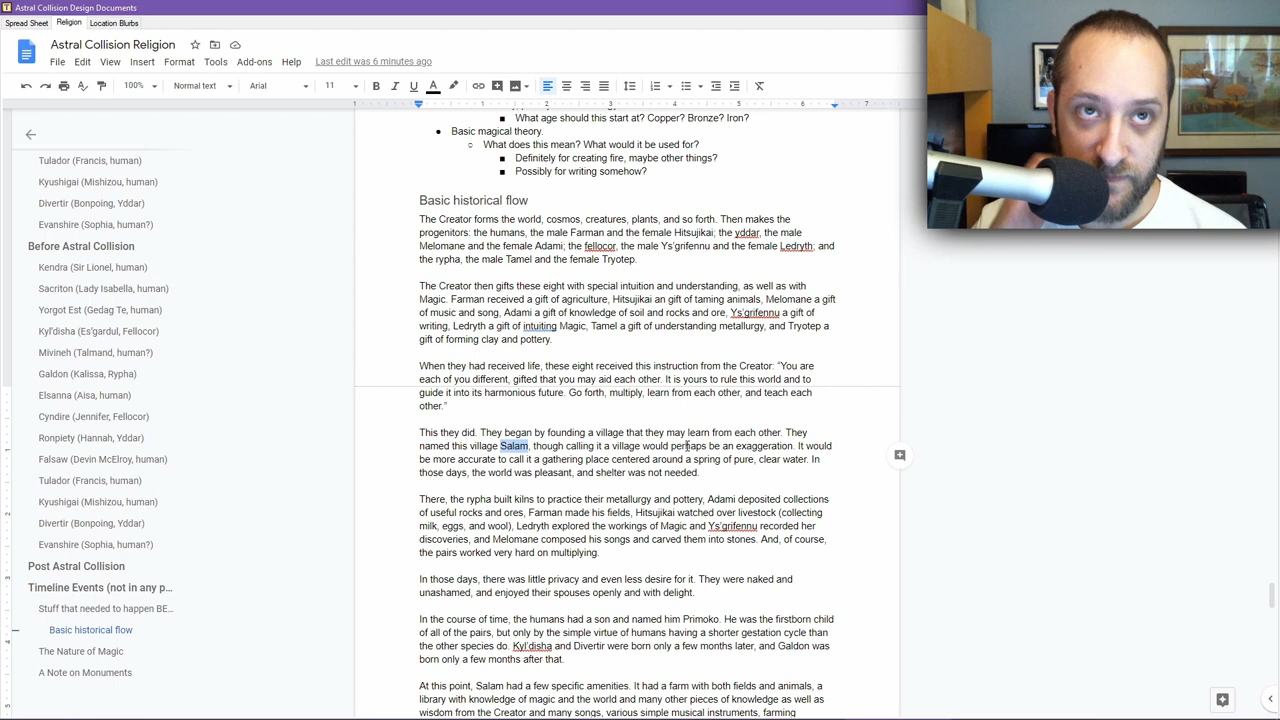 Astral Collision Design Documents
Spread Sheet Religion Location Blurbs
Astral Collision Religion
File Edit View Insert Format Tools Add-ons Help Last edit was 6 minutes ago
100% Normal text Arial 11
1 1 2 3 4 5 6 7
■ What age should this start at? Copper? Bronze? Iron?
● Basic magical theory.
○ What does this mean? What would it be used for?
■ Definitely for creating fire, maybe other things?
■ Possibly for writing somehow?
Tulador (Francis, human)
Kyushigai (Mishizou, human)
Divertir (Bonpoing, Yddar)
Evanshire (Sophia, human?)
Before Astral Collision
Kendra (Sir Lionel, human)
Sacriton (Lady Isabella, human)
Yorgot Est (Gedag Te, human)
Kyl'disha (Es'gardul, Fellocor)
Mivineh (Talmand, human?)
Galdon (Kalissa, Rypha)
Elsanna (Aisa, human)
Cyndire (Jennifer, Fellocor)
Ronpiety (Hannah, Yddar)
Falsaw (Devin McElroy, human)
Tulador (Francis, human)
Kyushigai (Mishizou, human)
Divertir (Bonpoing, Yddar)
Evanshire (Sophia, human?)
Post Astral Collision
Timeline Events (not in any p...
Stuff that needed to happen BE...
Basic historical flow
The Nature of Magic
A Note on Monuments
Basic historical flow
The Creator forms the world, cosmos, creatures, plants, and so forth. Then makes the
progenitors: the humans, the male Farman and the female Hitsujikai; the yddar, the male
Melomane and the female Adami; the fellocor, the male Ys'grifennu and the female Ledryth; and
the rypha, the male Tamel and the female Tryotep.
The Creator then gifts these eight with special intuition and understanding, as well as with
Magic. Farman received a gift of agriculture, Hitsujikai an gift of taming animals, Melomane a gift
of music and song, Adami a gift of knowledge of soil and rocks and ore, Ys'grifennu a gift of
writing, Ledryth a gift of intuiting Magic, Tamel a gift of understanding metallurgy, and Tryotep a
gift of forming clay and pottery.
When they had received life, these eight received this instruction from the Creator: “You are
each of you different, gifted that you may aid each other. It is yours to rule this world and to
guide it into its harmonious future. Go forth, multiply, learn from each other, and teach each
other.”
This they did. They began by founding a village that they may learn from each other. They
named this village Salam, though calling it a village would perhaps be an exaggeration. It would
be more accurate to call it a gathering place centered around a spring of pure, clear water. In
those days, the world was pleasant, and shelter was not needed.
There, the rypha built kilns to practice their metallurgy and pottery, Adami deposited collections
of useful rocks and ores, Farman made his fields, Hitsujikai watched over livestock (collecting
milk, eggs, and wool), Ledryth explored the workings of Magic and Ys'grifennu recorded her
discoveries, and Melomane composed his songs and carved them into stones. And, of course,
the pairs worked very hard on multiplying.
In those days, there was little privacy and even less desire for it. They were naked and
unashamed, and enjoyed their spouses openly and with delight.
In the course of time, the humans had a son and named him Primoko. He was the firstborn child
of all of the pairs, but only by the simple virtue of humans having a shorter gestation cycle than
the other species do. Kyl'disha and Divertir were born only a few months later, and Galdon was
born only a few months after that.
At this point, Salam had a few specific amenities. It had a farm with both fields and animals, a
library with knowledge of magic and the world and many other pieces of knowledge as well as
wisdom from the Creator and many songs, various simple musical instruments, farming